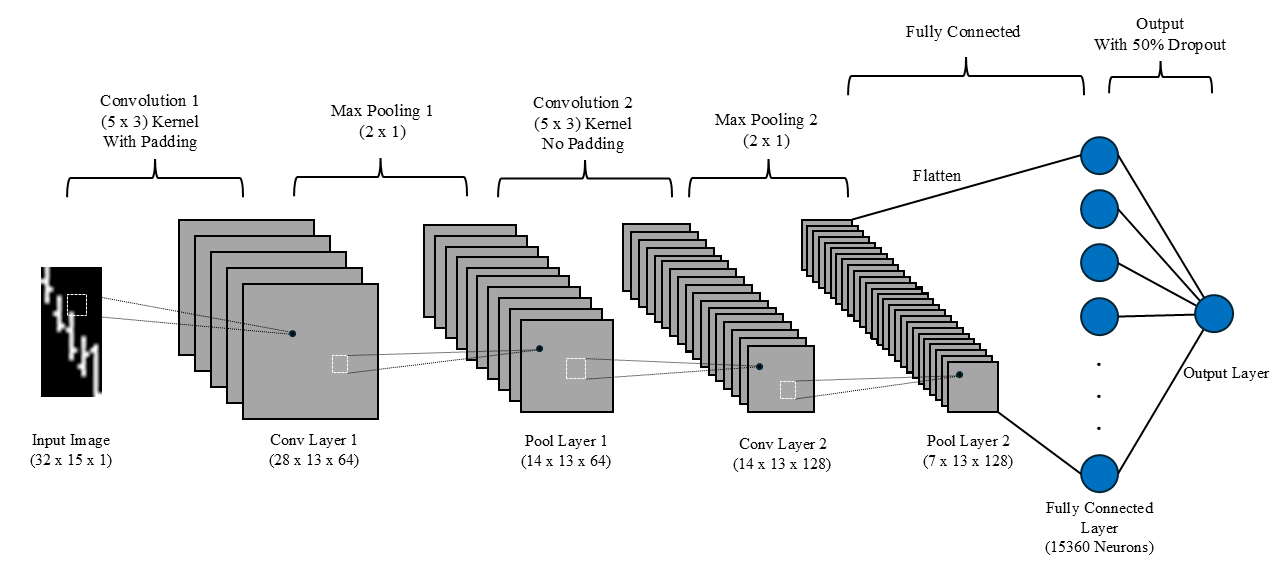 Convolution 1
(5 x 3) Kernel
With Padding
Max Pooling 1
(2 x 1)
Convolution 2
(5 x 3) Kernel
No Padding
Max Pooling 2
(2 x 1)
Fully Connected
Output
With 50% Dropout
Flatten
Output Layer
Input Image
(32 x 15 x 1)
Conv Layer 1
(28 x 13 x 64)
Pool Layer 1
(14 x 13 x 64)
Conv Layer 2
(14 x 13 x 128)
Pool Layer 2
(7 x 13 x 128)
Fully Connected
Layer
(15360 Neurons)